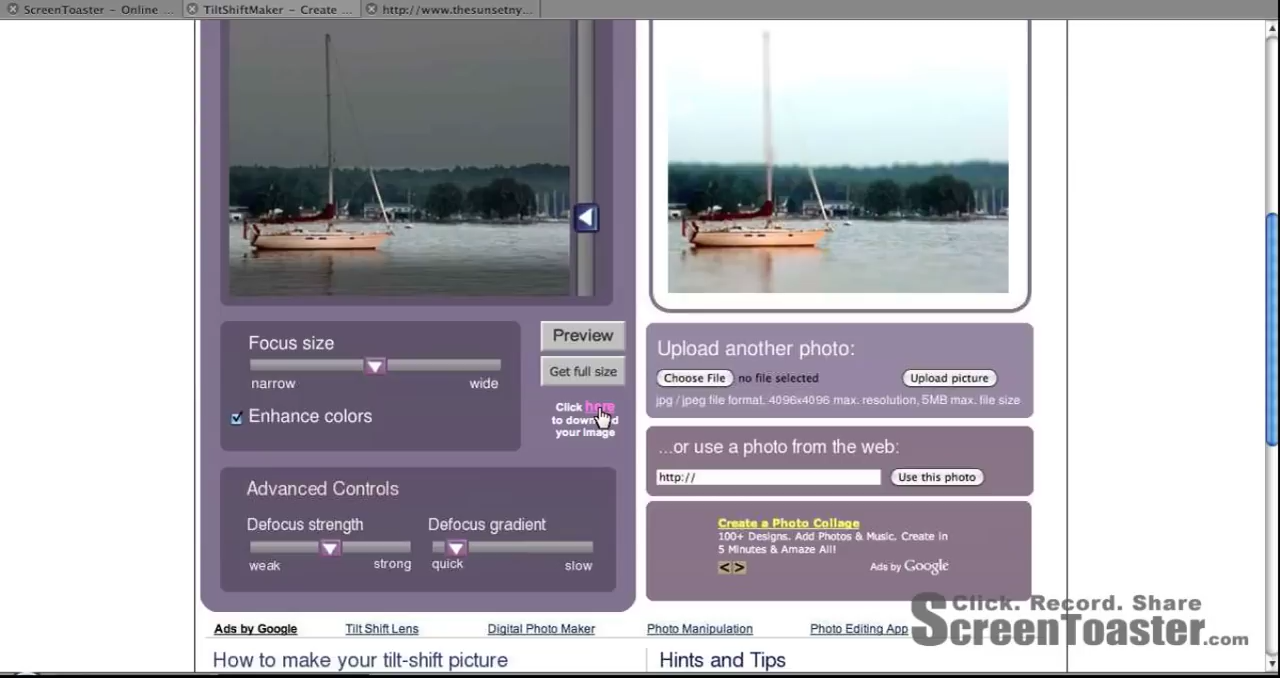 ScreenToaster – Online ...
TiltShiftMaker – Create ...
http://www.thesunsetny...
Focus size
narrow
wide
Enhance colors
Preview
Get full size
Click here
to download
your image
Advanced Controls
Defocus strength
weak
strong
Defocus gradient
quick
slow
Upload another photo:
Choose File no file selected
Upload picture
jpg / jpeg file format, 4096x4096 max. resolution, 5MB max. file size
...or use a photo from the web:
http://
Use this photo
Create a Photo Collage
100+ Designs. Add Photos & Music. Create in
5 Minutes & Amaze All!
< >
Ads by Google
Ads by Google
Tilt Shift Lens
Digital Photo Maker
Photo Manipulation
Photo Editing App
Click. Record. Share
ScreenToaster.com
How to make your tilt-shift picture
Hints and Tips